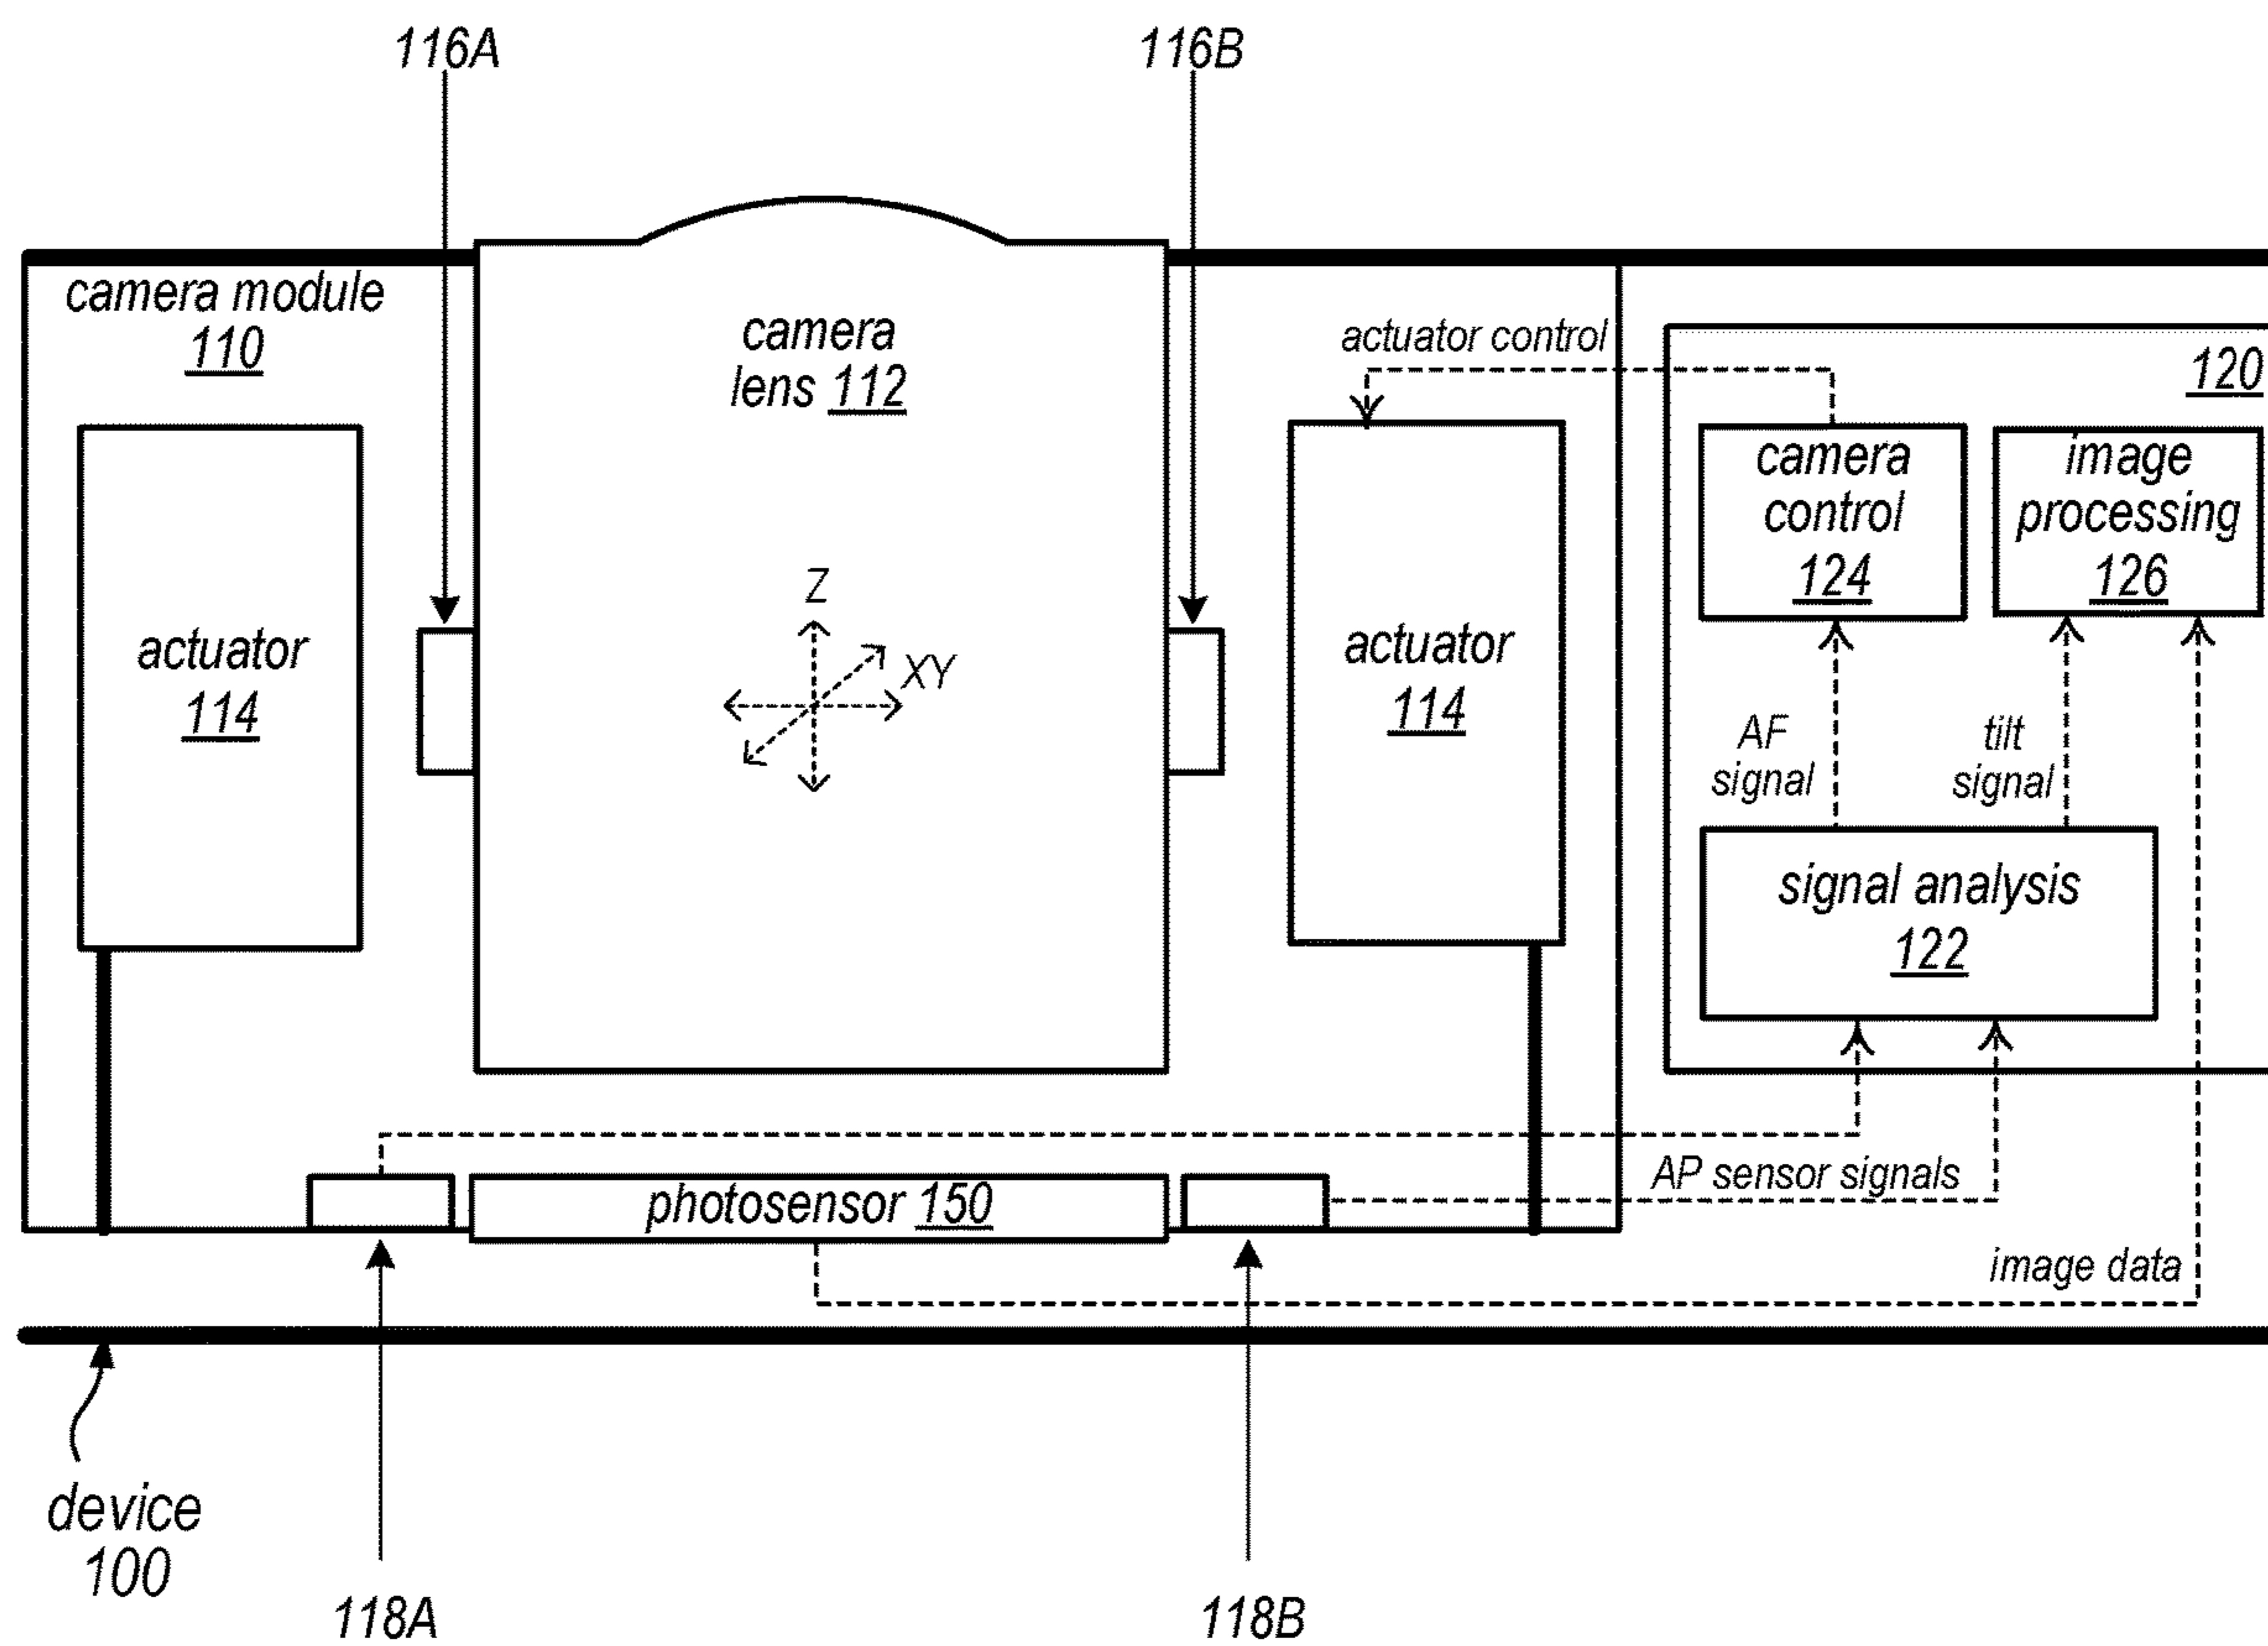 116A
116B
camera module
110
camera
lens 112
actuator control
120
camera
control
124
image
processing
126
Z
XY
actuator
114
actuator
114
AF
signal
tilt
signal
signal analysis
122
AP sensor signals
photosensor 150
image data
device
100
118A
118B